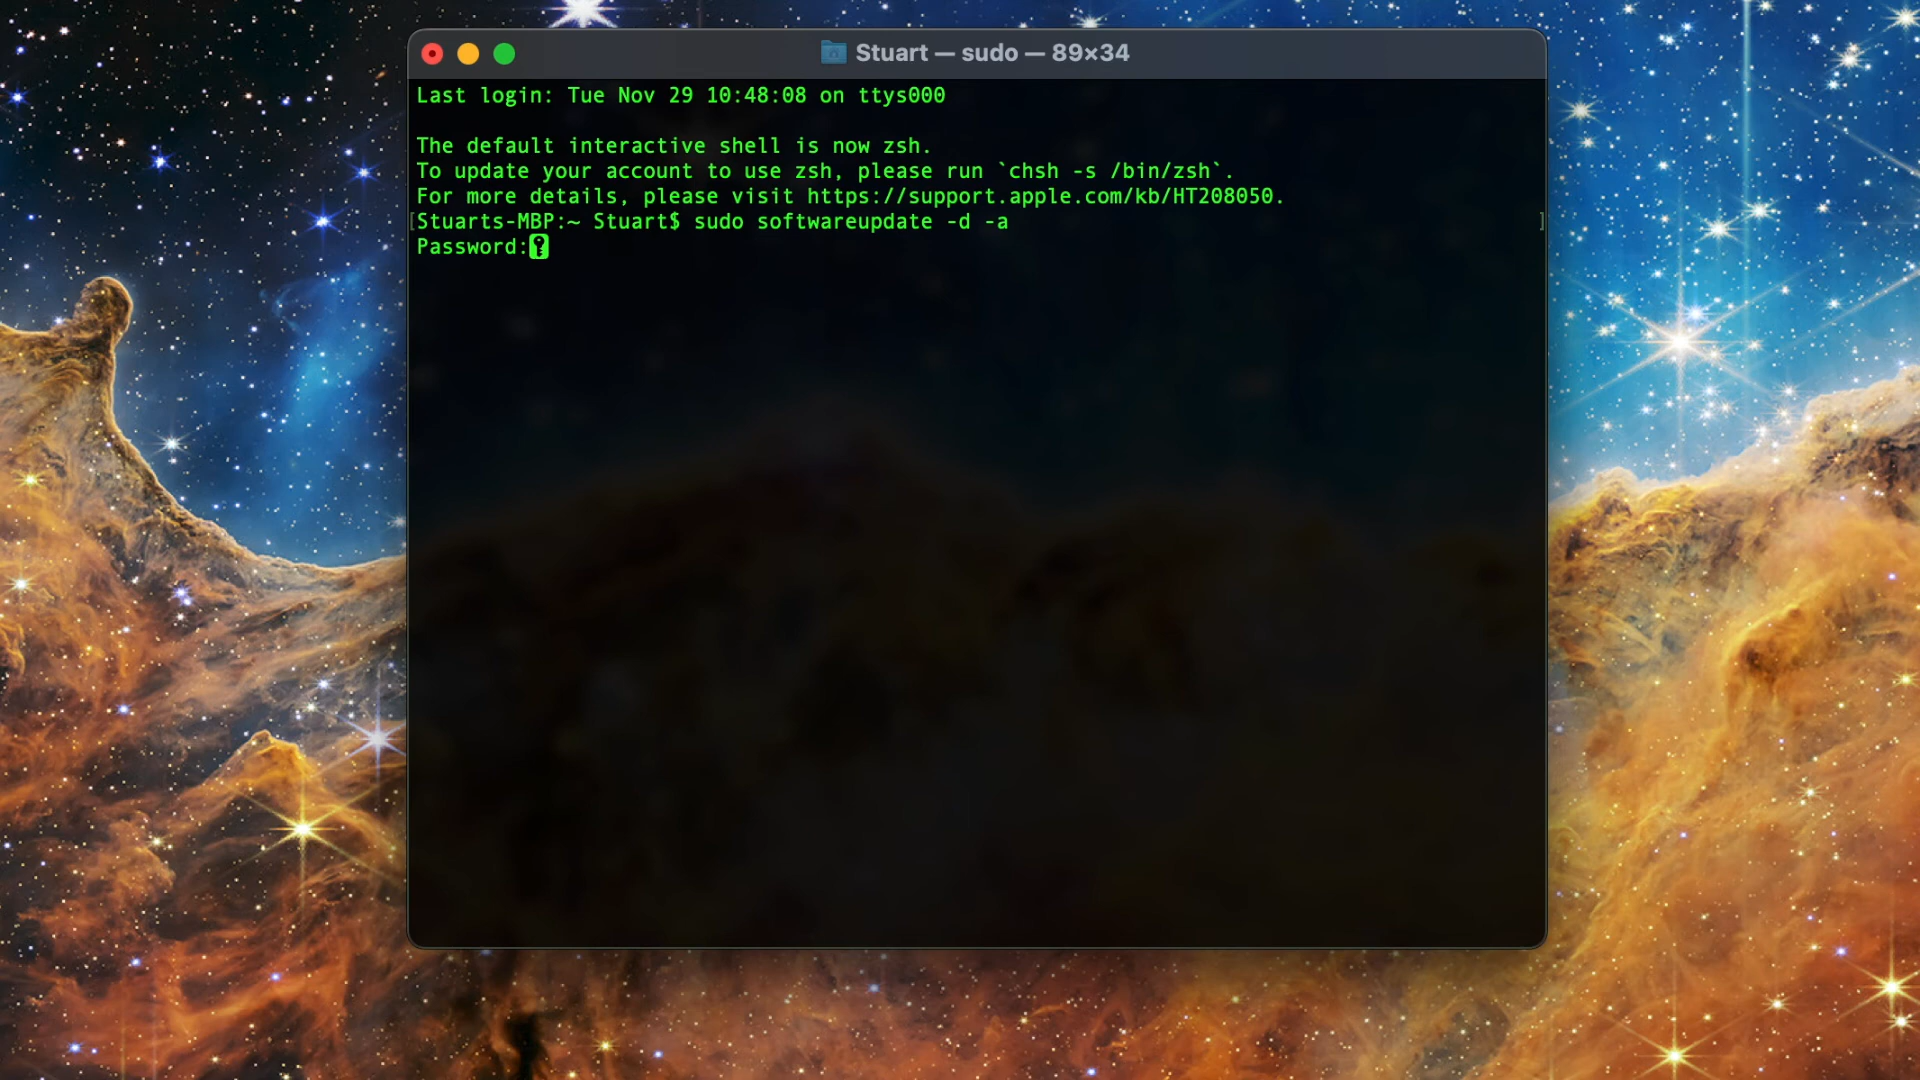 Stuart — sudo — 89×34
Last login: Tue Nov 29 10:48:08 on ttys000
The default interactive shell is now zsh.
To update your account to use zsh, please run `chsh -s /bin/zsh`.
For more details, please visit https://support.apple.com/kb/HT208050.
[Stuarts-MBP:~ Stuart$ sudo softwareupdate -d -a ]
Password: